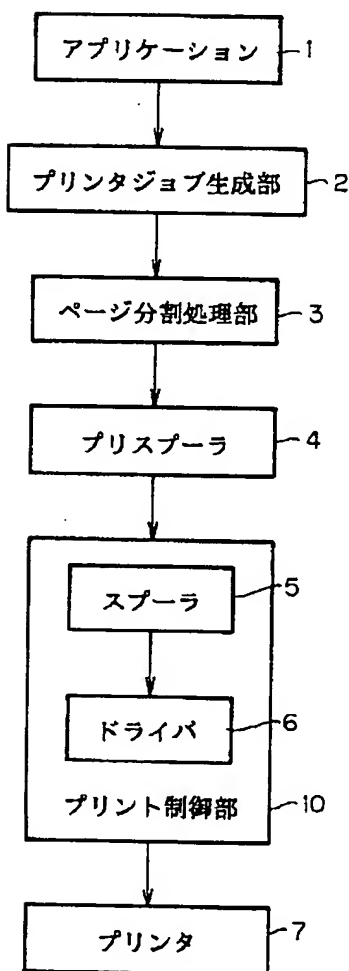 アプリケーション 1
プリンタジョブ生成部 2
ページ分割処理部 3
プリスプーラ 4
スプーラ 5
ドライバ 6
プリント制御部 10
プリンタ 7